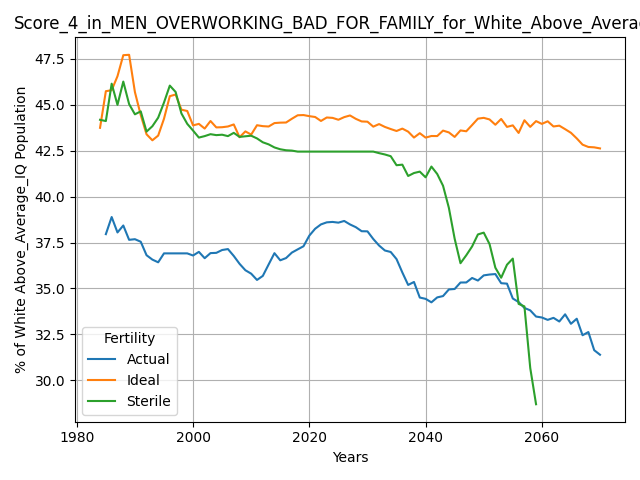 Score_4_in_MEN_OVERWORKING_BAD_FOR_FAMILY_for_White_Above_Average
% of White Above_Average_IQ Population
47.5
45.0
42.5
40.0
37.5
35.0
32.5
30.0
Fertility
Actual
Ideal
Sterile
1980
2000
2020
2040
2060
Years